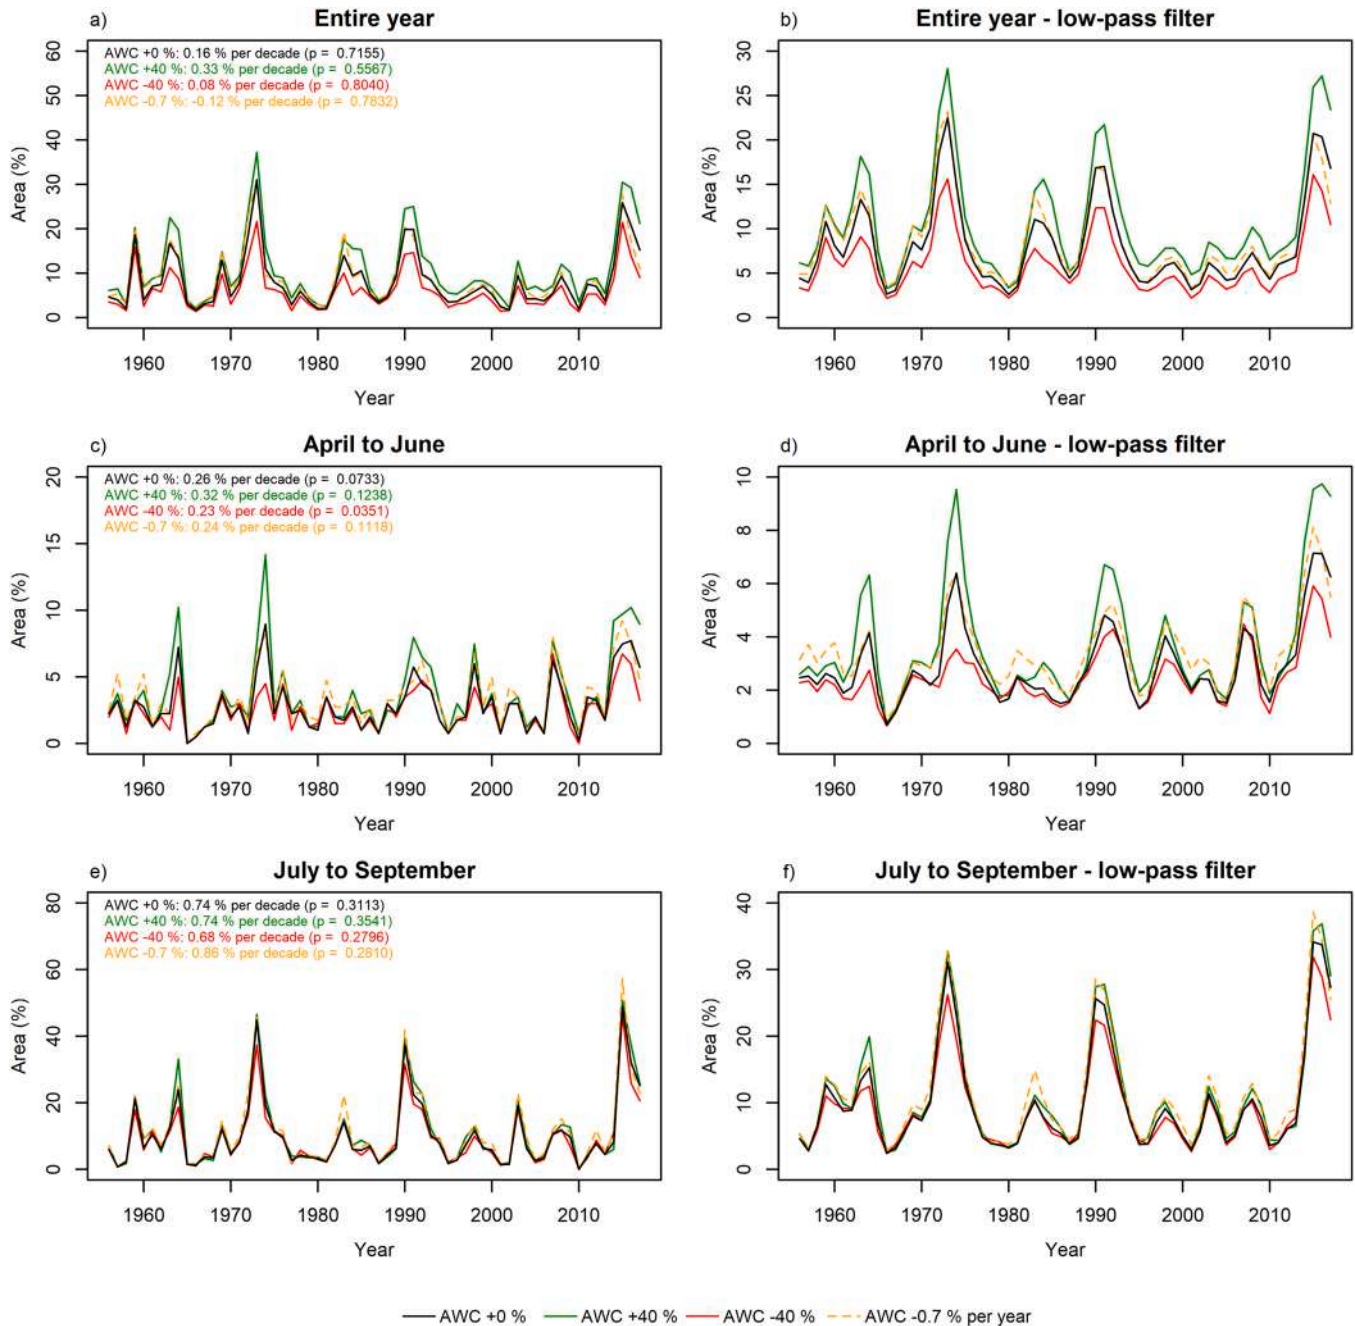 a) Entire year
AWC +0 %: 0.16 % per decade (p = 0.7155)
AWC +40 %: 0.33 % per decade (p = 0.5567)
AWC -40 %: 0.08 % per decade (p = 0.8040)
AWC -0.7 %: -0.12 % per decade (p = 0.7832)
Area (%)
60
50
40
30
20
10
0
1960 1970 1980 1990 2000 2010
Year
b) Entire year - low-pass filter
Area (%)
30
25
20
15
10
5
0
1960 1970 1980 1990 2000 2010
Year
c) April to June
AWC +0 %: 0.26 % per decade (p = 0.0733)
AWC +40 %: 0.32 % per decade (p = 0.1238)
AWC -40 %: 0.23 % per decade (p = 0.0351)
AWC -0.7 %: 0.24 % per decade (p = 0.1118)
Area (%)
20
15
10
5
0
1960 1970 1980 1990 2000 2010
Year
d) April to June - low-pass filter
Area (%)
10
8
6
4
2
0
1960 1970 1980 1990 2000 2010
Year
e) July to September
AWC +0 %: 0.74 % per decade (p = 0.3113)
AWC +40 %: 0.74 % per decade (p = 0.3541)
AWC -40 %: 0.68 % per decade (p = 0.2796)
AWC -0.7 %: 0.86 % per decade (p = 0.2810)
Area (%)
80
60
40
20
0
1960 1970 1980 1990 2000 2010
Year
f) July to September - low-pass filter
Area (%)
40
30
20
10
0
1960 1970 1980 1990 2000 2010
Year
AWC +0 % AWC +40 % AWC -40 % AWC -0.7 % per year